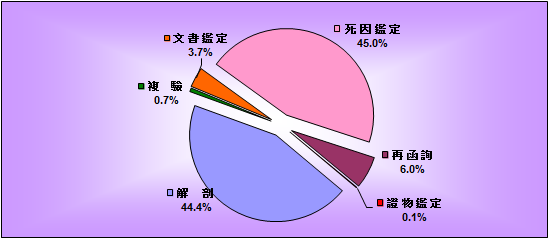 死因鑑定
45.0%
文書鑑定
3.7%
複 驗
0.7%
再函詢
6.0%
解 剖
44.4%
證物鑑定
0.1%